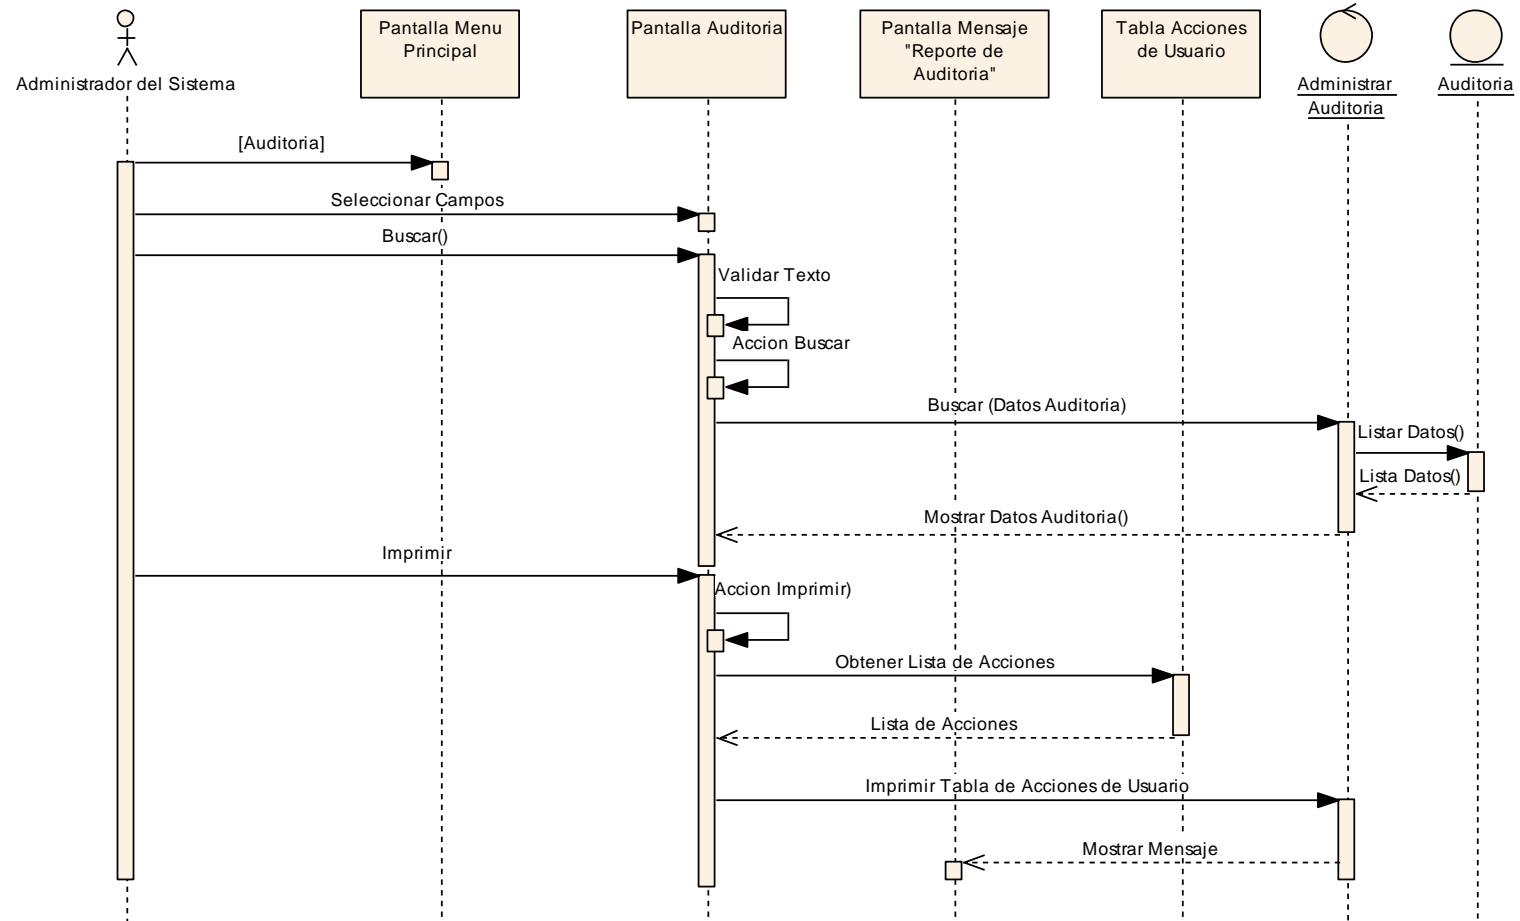 Administrador del Sistema
Pantalla Menu
Principal
Pantalla Auditoria
Pantalla Mensaje
"Reporte de
Auditoria"
Tabla Acciones
de Usuario
Administrar
Auditoria
Auditoria
[Auditoria]
Seleccionar Campos
Buscar()
Validar Texto
Accion Buscar
Buscar (Datos Auditoria)
Listar Datos()
Lista Datos()
Mostrar Datos Auditoria()
Imprimir
Accion Imprimir)
Obtener Lista de Acciones
Lista de Acciones
Imprimir Tabla de Acciones de Usuario
Mostrar Mensaje